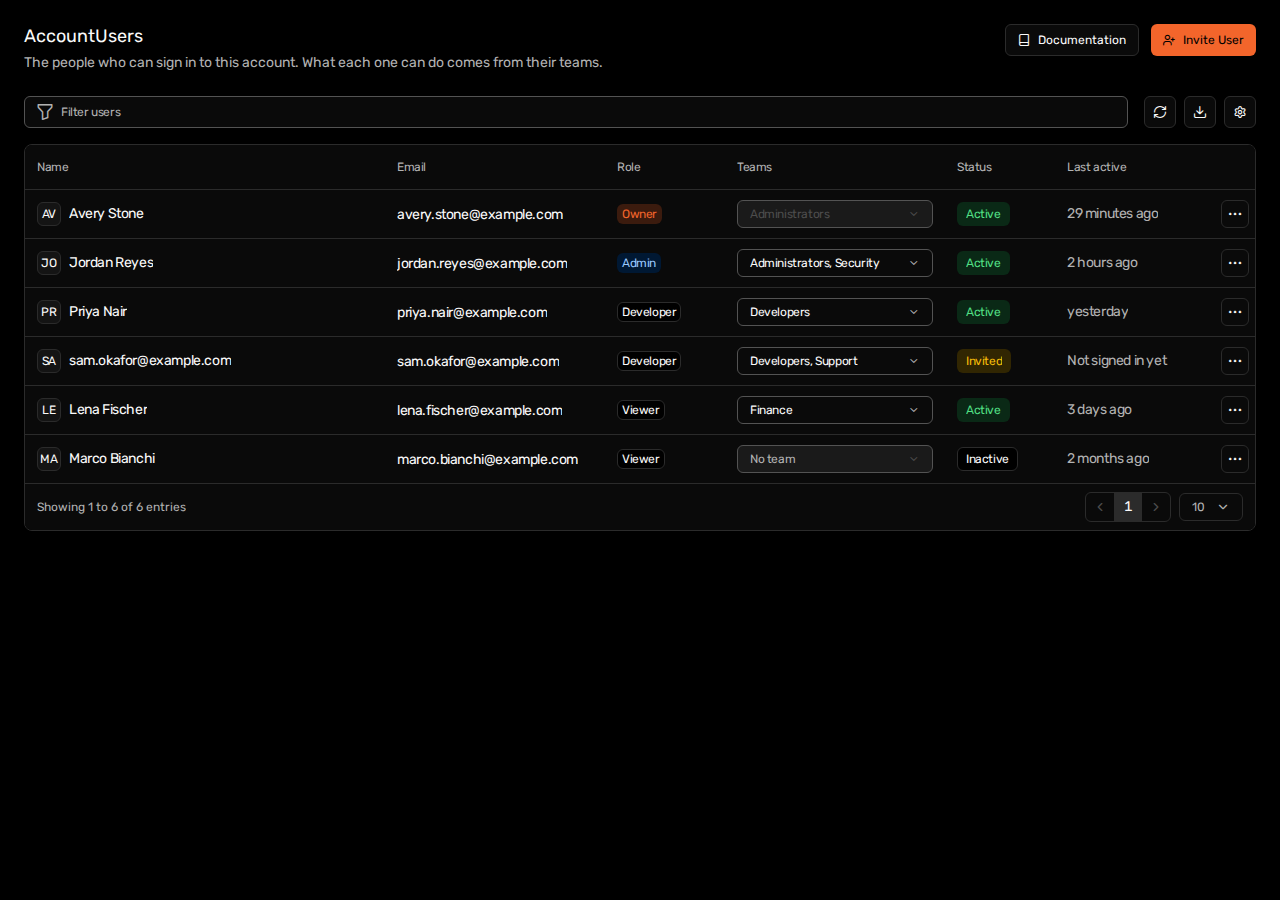 AccountUsers
The people who can sign in to this account. What each one can do comes from their teams.
Documentation
Invite User
Filter users
Name Email Role Teams Status Last active
AV Avery Stone avery.stone@example.com Owner Administrators Active 29 minutes ago
JO Jordan Reyes jordan.reyes@example.com Admin Administrators, Security Active 2 hours ago
PR Priya Nair priya.nair@example.com Developer Developers Active yesterday
SA sam.okafor@example.com sam.okafor@example.com Developer Developers, Support Invited Not signed in yet
LE Lena Fischer lena.fischer@example.com Viewer Finance Active 3 days ago
MA Marco Bianchi marco.bianchi@example.com Viewer No team Inactive 2 months ago
Showing 1 to 6 of 6 entries 1 10